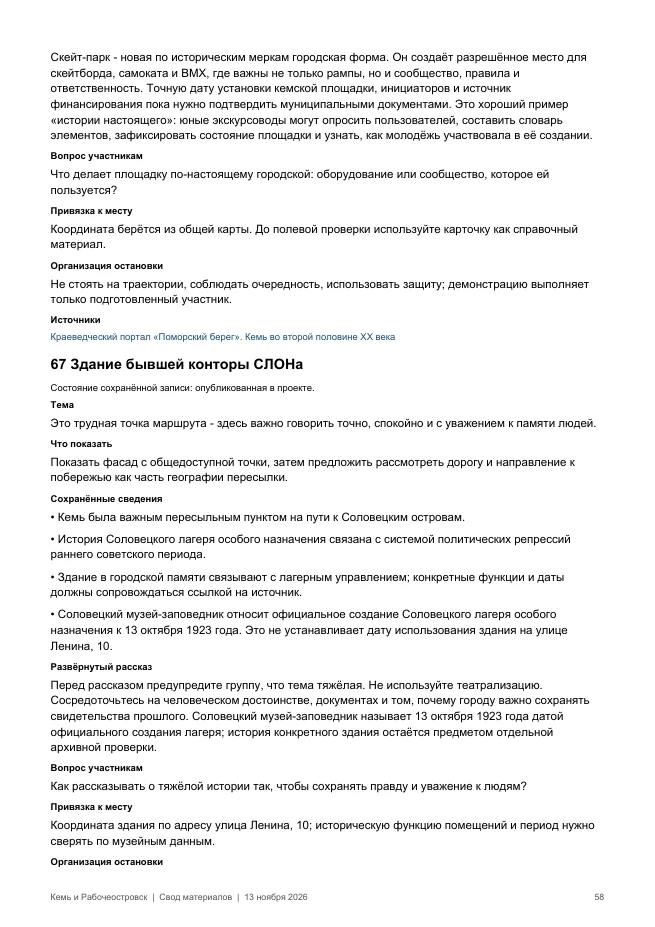 Скейт-парк - новая по историческим меркам городская форма. Он создаёт разрешённое место для
скейтборда, самоката и BMX, где важны не только рампы, но и сообщество, правила и
ответственность. Точную дату установки кемской площадки, инициаторов и источник
финансирования пока нужно подтвердить муниципальными документами. Это хороший пример
«истории настоящего»: юные экскурсоводы могут опросить пользователей, составить словарь
элементов, зафиксировать состояние площадки и узнать, как молодёжь участвовала в её создании.
Вопрос участникам
Что делает площадку по-настоящему городской: оборудование или сообщество, которое ей
пользуется?
Привязка к месту
Координата берётся из общей карты. До полевой проверки используйте карточку как справочный
материал.
Организация остановки
Не стоять на траектории, соблюдать очередность, использовать защиту; демонстрацию выполняет
только подготовленный участник.
Источники
Краеведческий портал «Поморский берег». Кемь во второй половине XX века
67 Здание бывшей конторы СЛОНа
Состояние сохранённой записи: опубликованная в проекте.
Тема
Это трудная точка маршрута - здесь важно говорить точно, спокойно и с уважением к памяти людей.
Что показать
Показать фасад с общедоступной точки, затем предложить рассмотреть дорогу и направление к
побережью как часть географии пересылки.
Сохранённые сведения
• Кемь была важным пересыльным пунктом на пути к Соловецким островам.
• История Соловецкого лагеря особого назначения связана с системой политических репрессий
раннего советского периода.
• Здание в городской памяти связывают с лагерным управлением; конкретные функции и даты
должны сопровождаться ссылкой на источник.
• Соловецкий музей-заповедник относит официальное создание Соловецкого лагеря особого
назначения к 13 октября 1923 года. Это не устанавливает дату использования здания на улице
Ленина, 10.
Развёрнутый рассказ
Перед рассказом предупредите группу, что тема тяжёлая. Не используйте театрализацию.
Сосредоточьтесь на человеческом достоинстве, документах и том, почему городу важно сохранять
свидетельства прошлого. Соловецкий музей-заповедник называет 13 октября 1923 года датой
официального создания лагеря; история конкретного здания остаётся предметом отдельной
архивной проверки.
Вопрос участникам
Как рассказывать о тяжёлой истории так, чтобы сохранять правду и уважение к людям?
Привязка к месту
Координата здания по адресу улица Ленина, 10; историческую функцию помещений и период нужно
сверять по музейным данным.
Организация остановки
Кемь и Рабочеостровск | Свод материалов | 13 ноября 2026 58